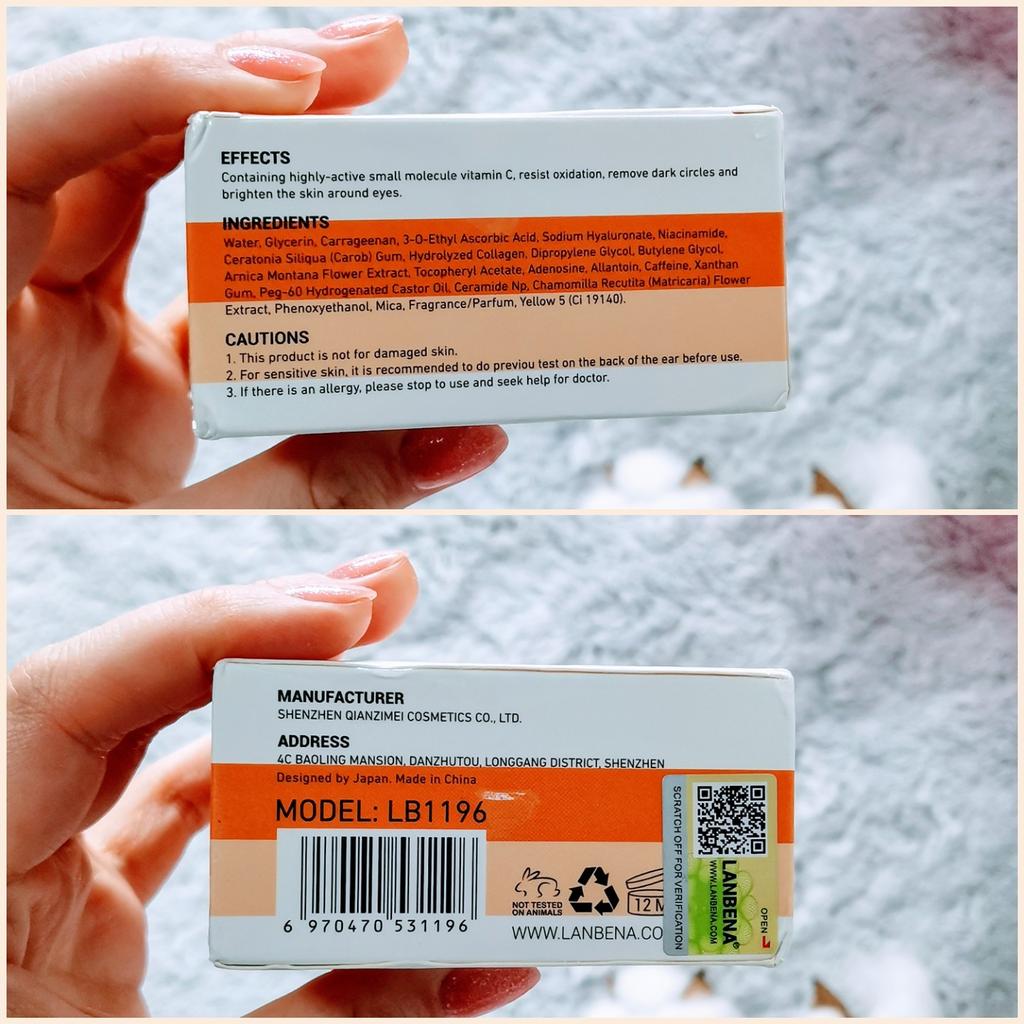 EFFECTS
Containing highly-active small molecule vitamin C, resist oxidation, remove dark circles and
brighten the skin around eyes.
INGREDIENTS
Water, Glycerin, Carrageenan, 3-O-Ethyl Ascorbic Acid, Sodium Hyaluronate, Niacinamide,
Ceratonia Siliqua (Carob) Gum, Hydrolyzed Collagen, Dipropylene Glycol, Butylene Glycol,
Arnica Montana Flower Extract, Tocopheryl Acetate, Adenosine, Allantoin, Caffeine, Xanthan
Gum, Peg-60 Hydrogenated Castor Oil, Ceramide Np, Chamomilla Recutita (Matricaria) Flower
Extract, Phenoxyethanol, Mica, Fragrance/Parfum, Yellow 5 (Ci 19140).
CAUTIONS
1. This product is not for damaged skin.
2. For sensitive skin, it is recommended to do previou test on the back of the ear before use.
3. If there is an allergy, please stop to use and seek help for doctor.
MANUFACTURER
SHENZHEN QIANZIMEI COSMETICS CO., LTD.
ADDRESS
4C BAOLING MANSION, DANZHUTOU, LONGGANG DISTRICT, SHENZHEN
Designed by Japan. Made in China
MODEL: LB1196
6 970470 531196
NOT TESTED
ON ANIMALS
12 M
WWW.LANBENA.CO
SCRATCH OFF FOR VERIFICATION
LANBENA®
WWW.LANBENA.COM
OPEN